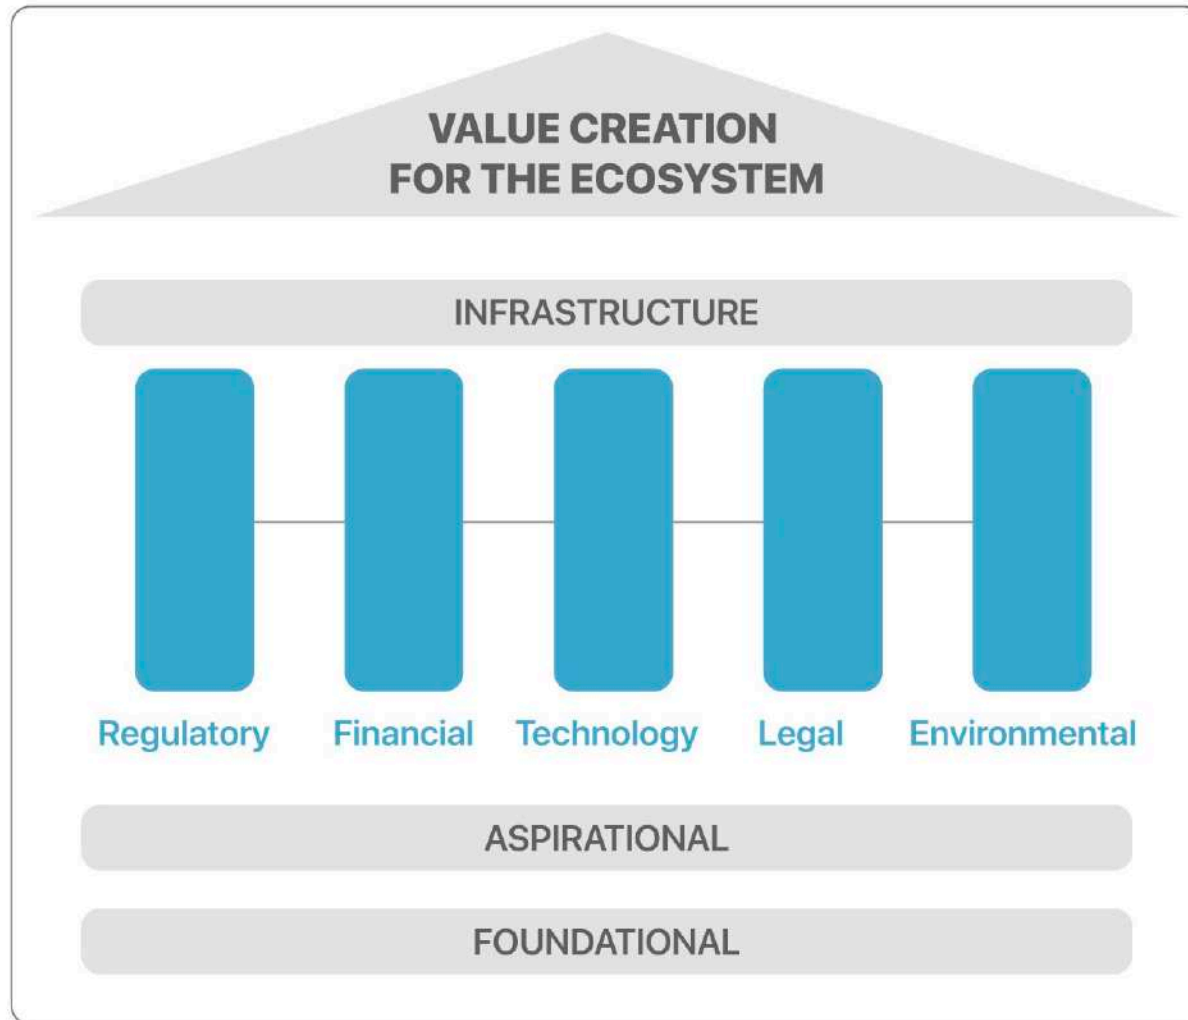 VALUE CREATION
FOR THE ECOSYSTEM
INFRASTRUCTURE
Regulatory Financial Technology Legal Environmental
ASPIRATIONAL
FOUNDATIONAL